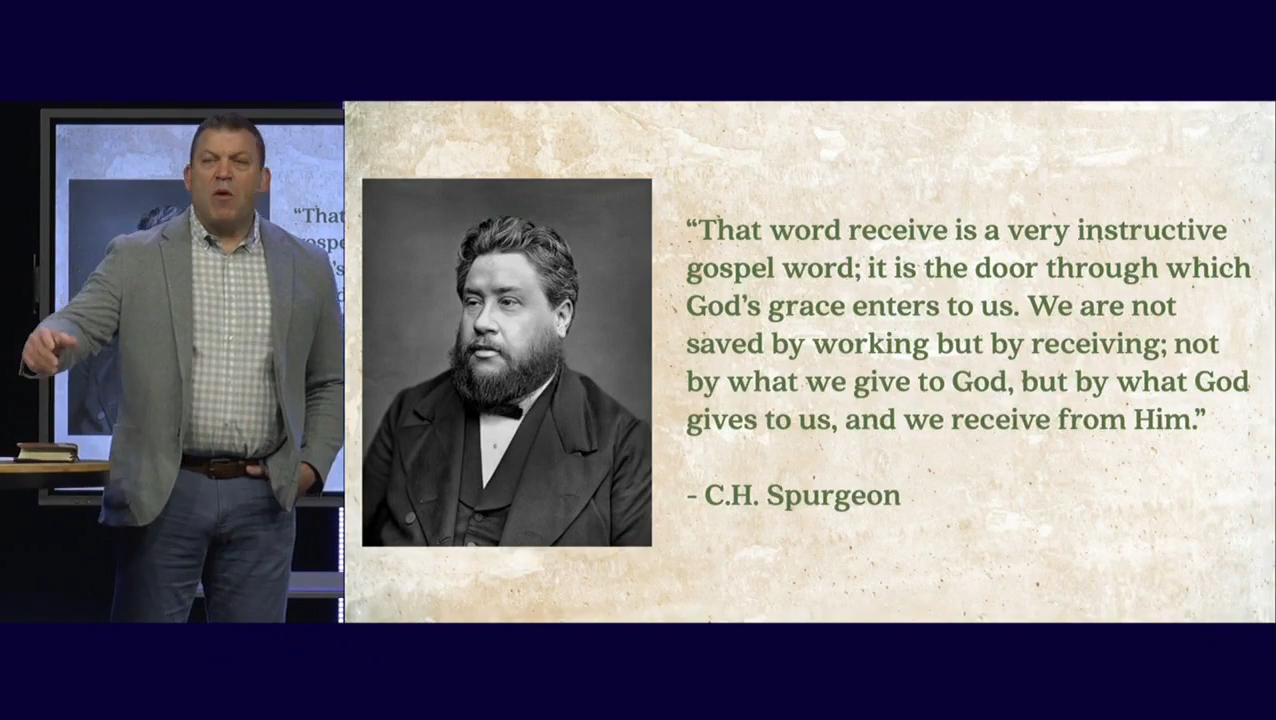 “That
“That word receive is a very instructive
gospel word; it is the door through which
God’s grace enters to us. We are not
saved by working but by receiving; not
by what we give to God, but by what God
gives to us, and we receive from Him.”
- C.H. Spurgeon